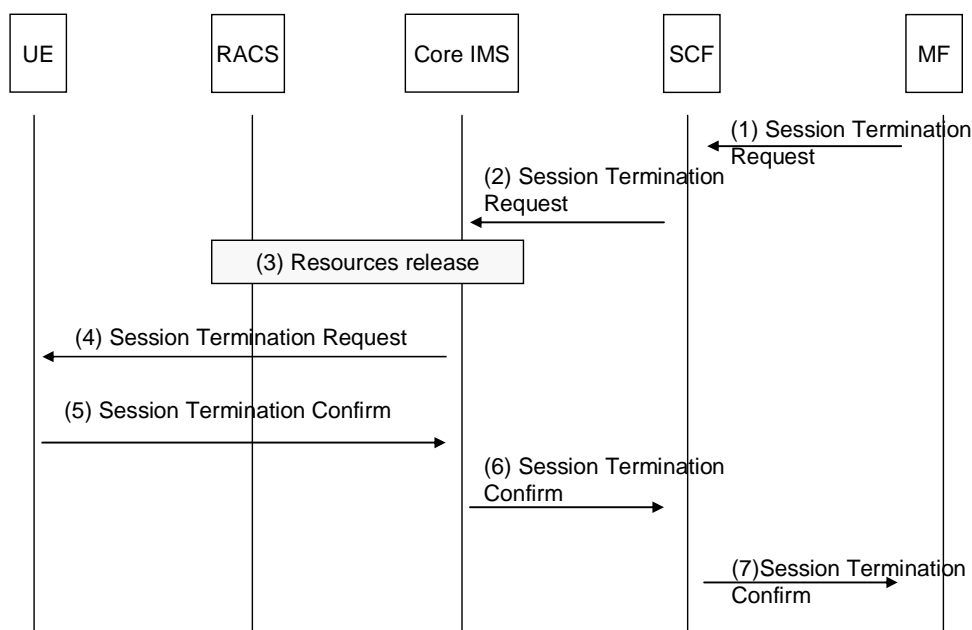 UE
RACS
Core IMS
SCF
MF
(1) Session Termination
Request
(2) Session Termination
Request
(3) Resources release
(4) Session Termination Request
(5) Session Termination Confirm
(6) Session Termination
Confirm
(7)Session Termination
Confirm